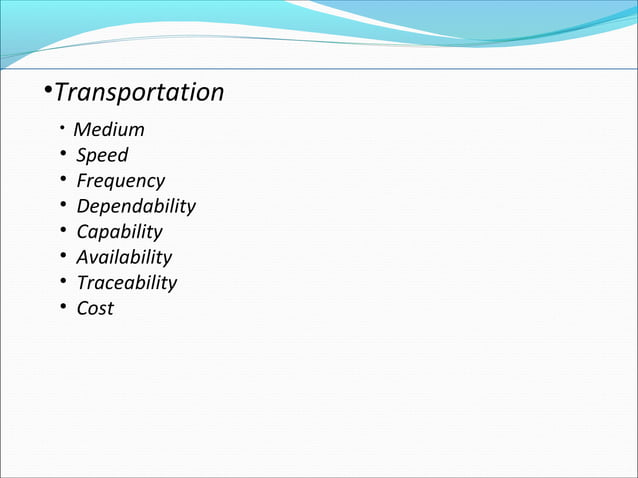 •Transportation
• Medium
• Speed
• Frequency
• Dependability
• Capability
• Availability
• Traceability
• Cost